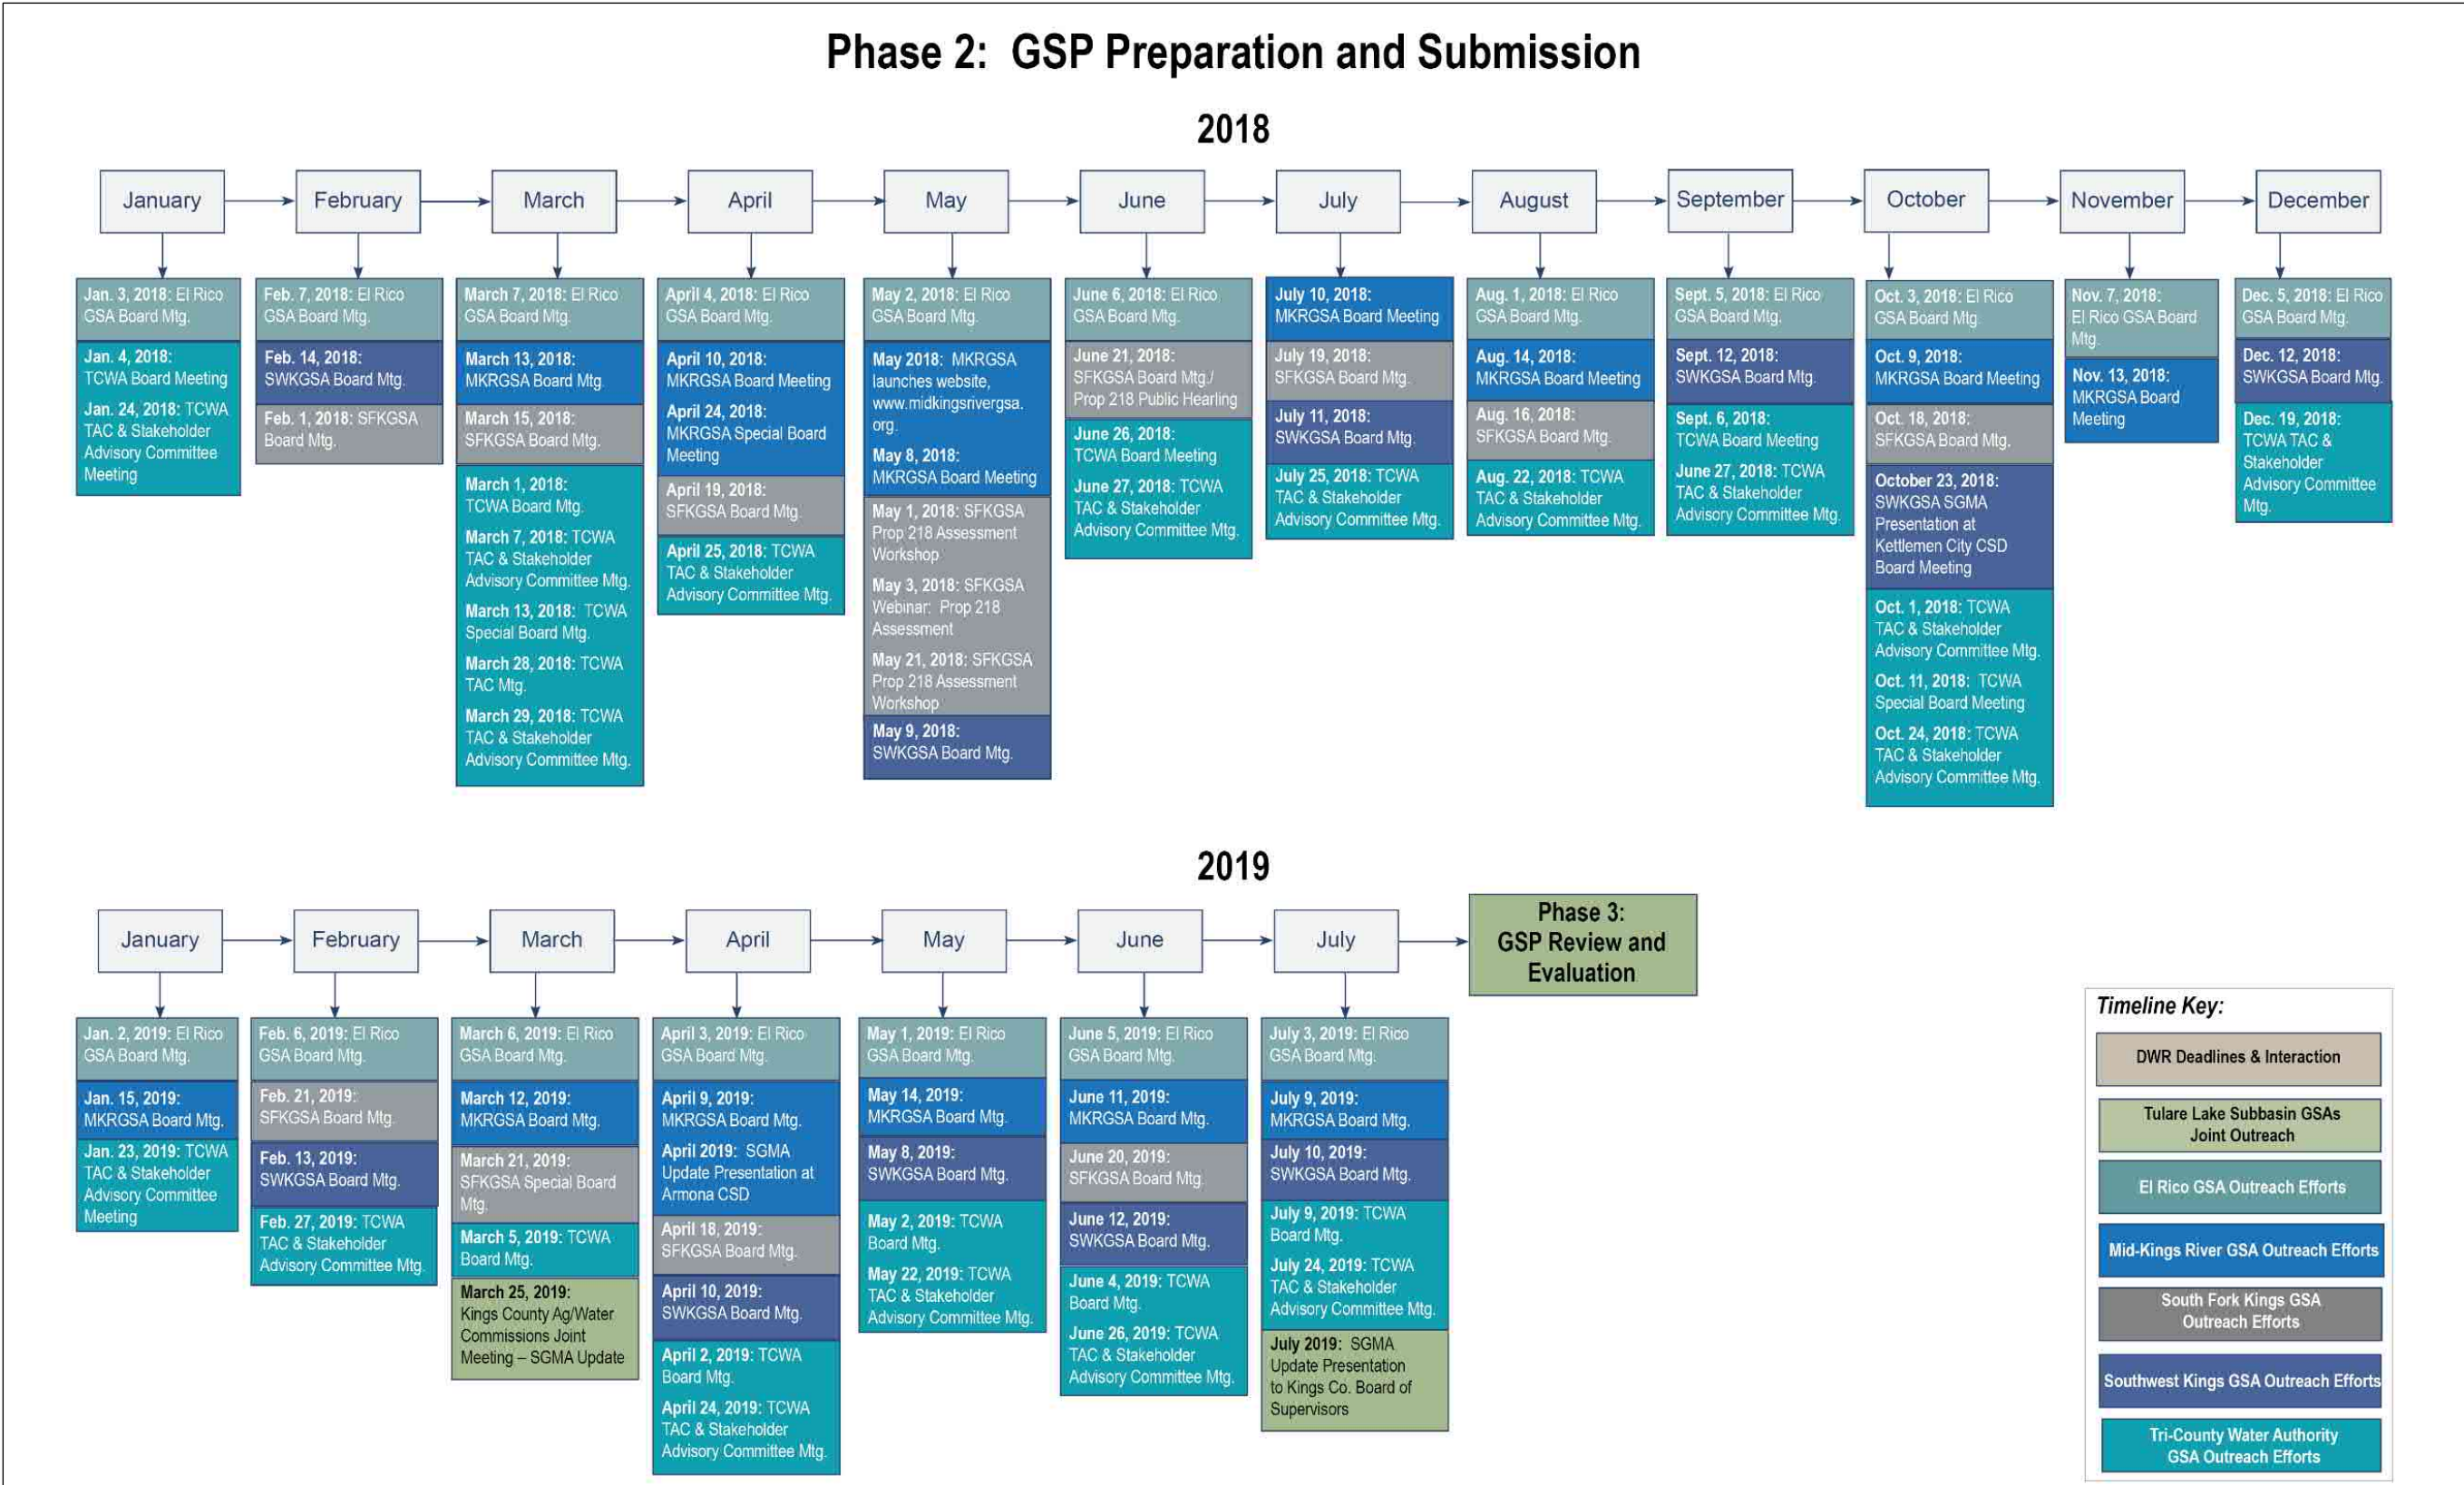 Phase 2:  GSP Preparation and Submission
2018
January
February
March
April
May
June
July
August
September
October
November
December
Jan. 3, 2018: El Rico
GSA Board Mtg.
Jan. 4, 2018:
TCWA Board Meeting
Jan. 24, 2018: TCWA
TAC & Stakeholder
Advisory Committee
Meeting
Feb. 7, 2018: El Rico
GSA Board Mtg.
Feb. 14, 2018:
SWKGSA Board Mtg.
Feb. 1, 2018: SFKGSA
Board Mtg.
March 7, 2018: El Rico
GSA Board Mtg.
March 13, 2018:
MKRGSA Board Mtg.
March 15, 2018:
SFKGSA Board Mtg.
March 1, 2018:
TCWA Board Mtg.
March 7, 2018: TCWA
TAC & Stakeholder
Advisory Committee Mtg.
March 13, 2018:  TCWA
Special Board Mtg.
March 28, 2018: TCWA
TAC Mtg.
March 29, 2018: TCWA
TAC & Stakeholder
Advisory Committee Mtg.
April 4, 2018: El Rico
GSA Board Mtg.
April 10, 2018:
MKRGSA Board Meeting
April 24, 2018:
MKRGSA Special Board
Meeting
April 19, 2018:
SFKGSA Board Mtg.
April 25, 2018: TCWA
TAC & Stakeholder
Advisory Committee Mtg.
May 2, 2018: El Rico
GSA Board Mtg.
May 2018:  MKRGSA
launches website,
www.midkingsrivergsa.
org.
May 8, 2018:
MKRGSA Board Meeting
May 1, 2018: SFKGSA
Prop 218 Assessment
Workshop
May 3, 2018: SFKGSA
Webinar:  Prop 218
Assessment
May 21, 2018: SFKGSA
Prop 218 Assessment
Workshop
May 9, 2018:
SWKGSA Board Mtg.
June 6, 2018: El Rico
GSA Board Mtg.
June 21, 2018:
SFKGSA Board Mtg./
Prop 218 Public Hearling
June 26, 2018:
TCWA Board Meeting
June 27, 2018: TCWA
TAC & Stakeholder
Advisory Committee Mtg.
July 10, 2018:
MKRGSA Board Meeting
July 19, 2018:
SFKGSA Board Mtg.
July 11, 2018:
SWKGSA Board Mtg.
July 25, 2018: TCWA
TAC & Stakeholder
Advisory Committee Mtg.
Aug. 1, 2018: El Rico
GSA Board Mtg.
Aug. 14, 2018:
MKRGSA Board Meeting
Aug. 16, 2018:
SFKGSA Board Mtg.
Aug. 22, 2018: TCWA
TAC & Stakeholder
Advisory Committee Mtg.
Sept. 5, 2018: El Rico
GSA Board Mtg.
Sept. 12, 2018:
SWKGSA Board Mtg.
Sept. 6, 2018:
TCWA Board Meeting
June 27, 2018: TCWA
TAC & Stakeholder
Advisory Committee Mtg.
Oct. 3, 2018: El Rico
GSA Board Mtg.
Oct. 9, 2018:
MKRGSA Board Meeting
Oct. 18, 2018:
SFKGSA Board Mtg.
October 23, 2018:
SWKGSA SGMA
Presentation at
Kettlemen City CSD
Board Meeting
Oct. 1, 2018: TCWA
TAC & Stakeholder
Advisory Committee Mtg.
Oct. 11, 2018:  TCWA
Special Board Meeting
Oct. 24, 2018: TCWA
TAC & Stakeholder
Advisory Committee Mtg.
Nov. 7, 2018:
El Rico GSA Board
Mtg.
Nov. 13, 2018:
MKRGSA Board
Meeting
Dec. 5, 2018: El Rico
GSA Board Mtg.
Dec. 12, 2018:
SWKGSA Board Mtg.
Dec. 19, 2018:
TCWA TAC &
Stakeholder
Advisory Committee
Mtg.
2019
January
February
March
April
May
June
July
Phase 3:
GSP Review and
Evaluation
Jan. 2, 2019: El Rico
GSA Board Mtg.
Jan. 15, 2019:
MKRGSA Board Mtg.
Jan. 23, 2019: TCWA
TAC & Stakeholder
Advisory Committee
Meeting
Feb. 6, 2019: El Rico
GSA Board Mtg.
Feb. 21, 2019:
SFKGSA Board Mtg.
Feb. 13, 2019:
SWKGSA Board Mtg.
Feb. 27, 2019: TCWA
TAC & Stakeholder
Advisory Committee Mtg.
March 6, 2019: El Rico
GSA Board Mtg.
March 12, 2019:
MKRGSA Board Mtg.
March 21, 2019:
SFKGSA Special Board
Mtg.
March 5, 2019: TCWA
Board Mtg.
March 25, 2019:
Kings County Ag/Water
Commissions Joint
Meeting – SGMA Update
April 3, 2019: El Rico
GSA Board Mtg.
April 9, 2019:
MKRGSA Board Mtg.
April 2019:  SGMA
Update Presentation at
Armona CSD
April 18, 2019:
SFKGSA Board Mtg.
April 10, 2019:
SWKGSA Board Mtg.
April 2, 2019: TCWA
Board Mtg.
April 24, 2019: TCWA
TAC & Stakeholder
Advisory Committee Mtg.
May 1, 2019: El Rico
GSA Board Mtg.
May 14, 2019:
MKRGSA Board Mtg.
May 8, 2019:
SWKGSA Board Mtg.
May 2, 2019: TCWA
Board Mtg.
May 22, 2019: TCWA
TAC & Stakeholder
Advisory Committee Mtg.
June 5, 2019: El Rico
GSA Board Mtg.
June 11, 2019:
MKRGSA Board Mtg.
June 20, 2019:
SFKGSA Board Mtg.
June 12, 2019:
SWKGSA Board Mtg.
June 4, 2019: TCWA
Board Mtg.
June 26, 2019: TCWA
TAC & Stakeholder
Advisory Committee Mtg.
July 3, 2019: El Rico
GSA Board Mtg.
July 9, 2019:
MKRGSA Board Mtg.
July 10, 2019:
SWKGSA Board Mtg.
July 9, 2019: TCWA
Board Mtg.
July 24, 2019: TCWA
TAC & Stakeholder
Advisory Committee Mtg.
July 2019:  SGMA
Update Presentation
to Kings Co. Board of
Supervisors
Timeline Key:
DWR Deadlines & Interaction
Tulare Lake Subbasin GSAs
Joint Outreach
El Rico GSA Outreach Efforts
Mid-Kings River GSA Outreach Efforts
South Fork Kings GSA
Outreach Efforts
Southwest Kings GSA Outreach Efforts
Tri-County Water Authority
GSA Outreach Efforts